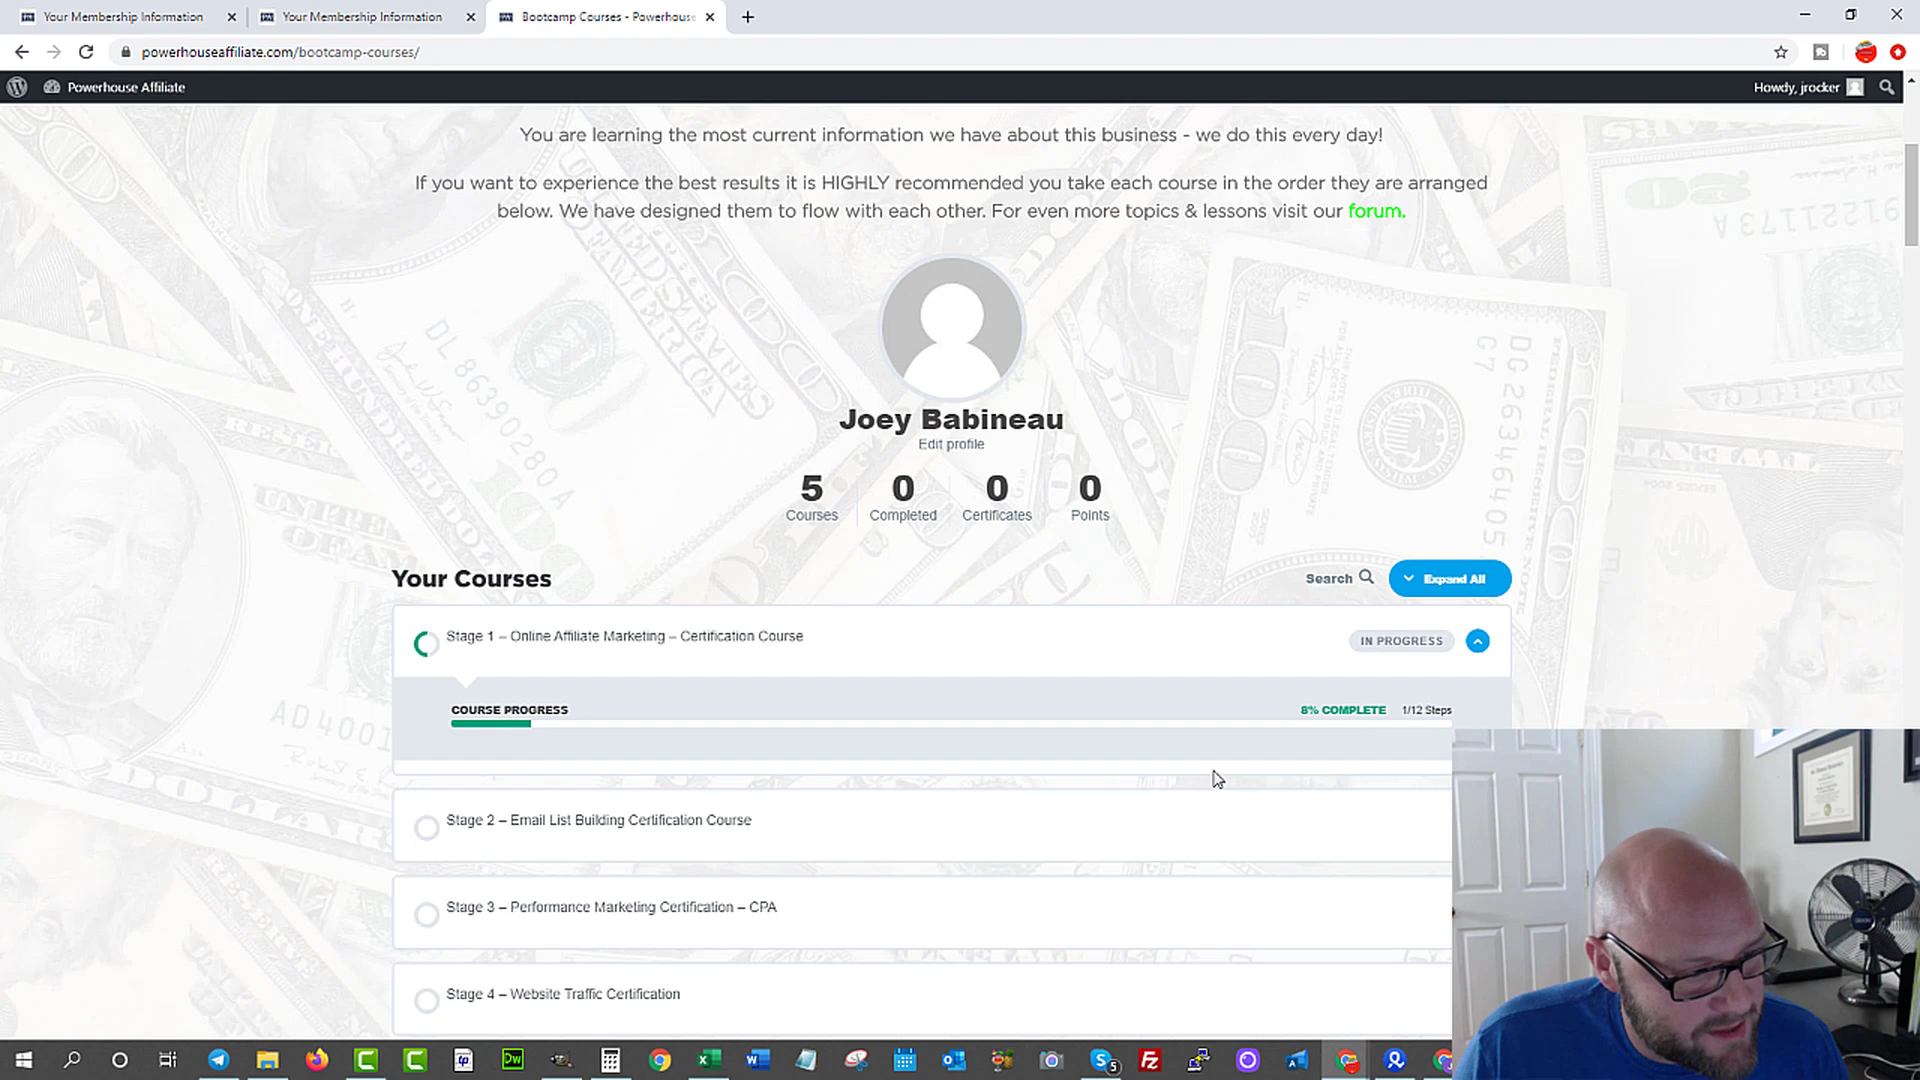 Your Membership Information
Your Membership Information
Bootcamp Courses - Powerhouse
powerhouseaffiliate.com/bootcamp-courses/
Powerhouse Affiliate
Howdy, jrocker
You are learning the most current information we have about this business - we do this every day!
If you want to experience the best results it is HIGHLY recommended you take each course in the order they are arranged
below. We have designed them to flow with each other. For even more topics & lessons visit our forum.
Joey Babineau
Edit profile
5 0 0 0
Courses Completed Certificates Points
Your Courses
Search
Expand All
Stage 1 – Online Affiliate Marketing – Certification Course
IN PROGRESS
COURSE PROGRESS
8% COMPLETE 1/12 Steps
Stage 2 – Email List Building Certification Course
Stage 3 – Performance Marketing Certification – CPA
Stage 4 – Website Traffic Certification